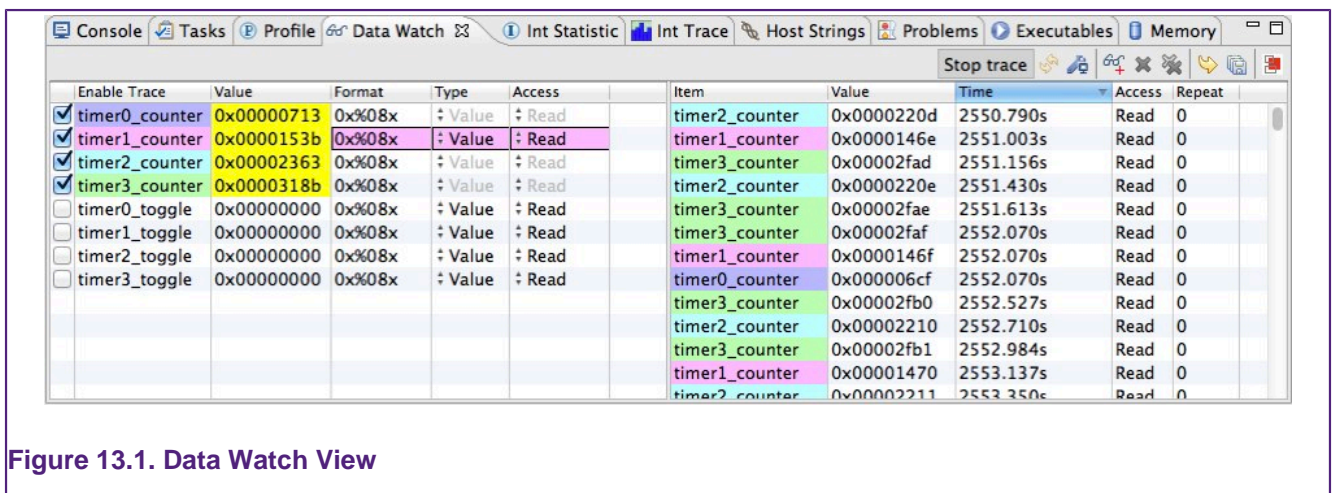 Console Tasks Profile Data Watch Int Statistic Int Trace Host Strings Problems Executables Memory
Stop trace
Enable Trace Value Format Type Access Item Value Time Access Repeat
timer0_counter 0x00000713 0x%08x Value Read timer2_counter 0x0000220d 2550.790s Read 0
timer1_counter 0x0000153b 0x%08x Value Read timer1_counter 0x0000146e 2551.003s Read 0
timer2_counter 0x00002363 0x%08x Value Read timer3_counter 0x00002fad 2551.156s Read 0
timer3_counter 0x0000318b 0x%08x Value Read timer2_counter 0x0000220e 2551.430s Read 0
timer0_toggle 0x00000000 0x%08x Value Read timer3_counter 0x00002fae 2551.613s Read 0
timer1_toggle 0x00000000 0x%08x Value Read timer3_counter 0x00002faf 2552.070s Read 0
timer2_toggle 0x00000000 0x%08x Value Read timer1_counter 0x0000146f 2552.070s Read 0
timer3_toggle 0x00000000 0x%08x Value Read timer0_counter 0x000006cf 2552.070s Read 0
timer3_counter 0x00002fb0 2552.527s Read 0
timer2_counter 0x00002210 2552.710s Read 0
timer3_counter 0x00002fb1 2552.984s Read 0
timer1_counter 0x00001470 2553.137s Read 0
timer2_counter 0x00002211 2553.350s Read 0
Figure 13.1. Data Watch View